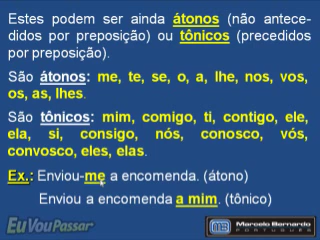 Estes podem ser ainda átonos (não antece-
didos por preposição) ou tônicos (precedidos
por preposição).
São átonos: me, te, se, o, a, lhe, nos, vos,
os, as, lhes.
São tônicos: mim, comigo, ti, contigo, ele,
ela, si, consigo, nós, conosco, vós,
convosco, eles, elas.
Ex.: Enviou-me a encomenda. (átono)
Enviou a encomenda a mim. (tônico)
EuVouPassar
Marcelo Bernardo
PORTUGUÊS